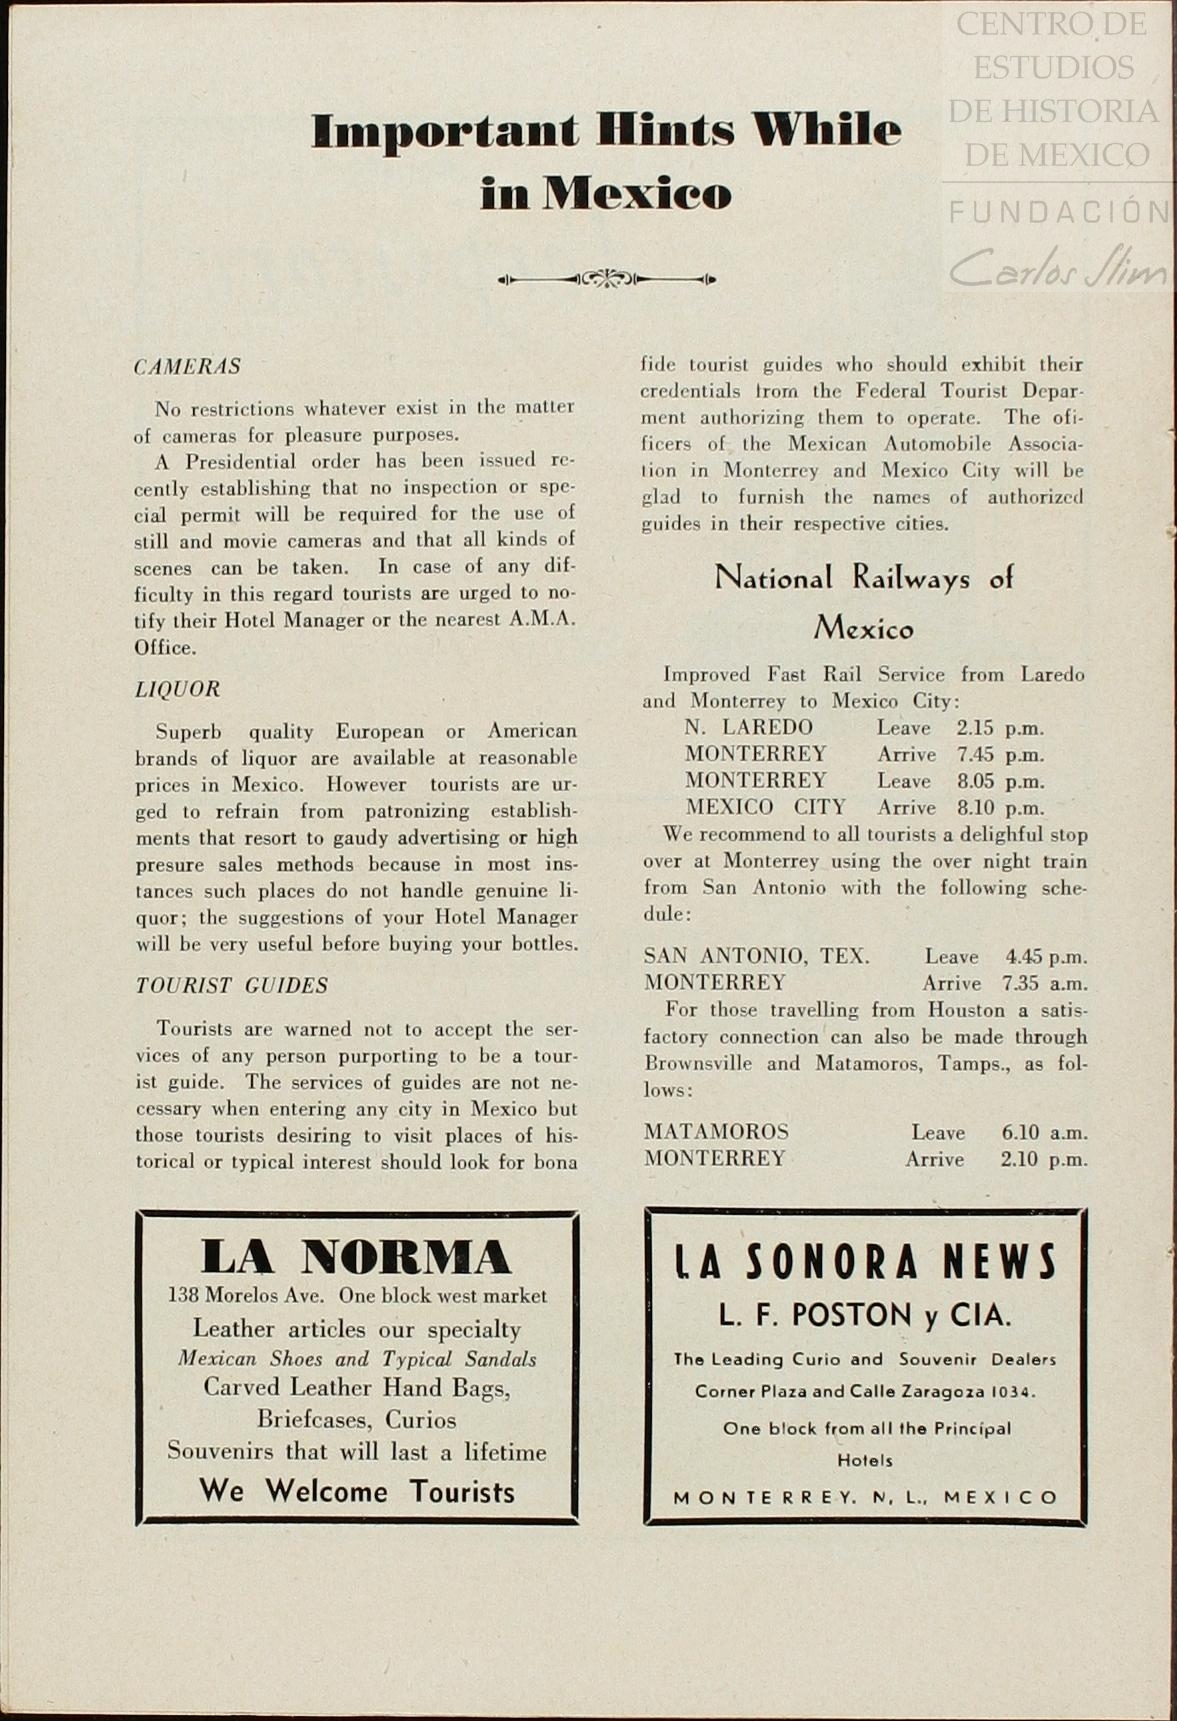 CENTRO DE
ESTUDIOS
DE HISTORIA
DE MEXICO
FUNDACIÓN
Carlos Slim
Important Hints While
in Mexico
CAMERAS
No restrictions whatever exist in the matter
of cameras for pleasure purposes.
A Presidential order has been issued re-
cently establishing that no inspection or spe-
cial permit will be required for the use of
still and movie cameras and that all kinds of
scenes can be taken. In case of any dif-
ficulty in this regard tourists are urged to no-
tify their Hotel Manager or the nearest A.M.A.
Office.
LIQUOR
Superb quality European or American
brands of liquor are available at reasonable
prices in Mexico. However tourists are ur-
ged to refrain from patronizing establish-
ments that resort to gaudy advertising or high
presure sales methods because in most ins-
tances such places do not handle genuine li-
quor; the suggestions of your Hotel Manager
will be very useful before buying your bottles.
TOURIST GUIDES
Tourists are warned not to accept the ser-
vices of any person purporting to be a tour-
ist guide. The services of guides are not ne-
cessary when entering any city in Mexico but
those tourists desiring to visit places of his-
torical or typical interest should look for bona
fide tourist guides who should exhibit their
credentials from the Federal Tourist Depar-
ment authorizing them to operate. The ofi-
ficers of the Mexican Automobile Associa-
tion in Monterrey and Mexico City will be
glad to furnish the names of authorized
guides in their respective cities.
National Railways of
Mexico
Improved Fast Rail Service from Laredo
and Monterrey to Mexico City:
N. LAREDO Leave 2.15 p.m.
MONTERREY Arrive 7.45 p.m.
MONTERREY Leave 8.05 p.m.
MEXICO CITY Arrive 8.10 p.m.
We recommend to all tourists a delighful stop
over at Monterrey using the over night train
from San Antonio with the following sche-
dule:
SAN ANTONIO, TEX. Leave 4.45 p.m.
MONTERREY Arrive 7.35 a.m.
For those travelling from Houston a satis-
factory connection can also be made through
Brownsville and Matamoros, Tamps., as fol-
lows:
MATAMOROS Leave 6.10 a.m.
MONTERREY Arrive 2.10 p.m.
LA NORMA
138 Morelos Ave. One block west market
Leather articles our specialty
Mexican Shoes and Typical Sandals
Carved Leather Hand Bags,
Briefcases, Curios
Souvenirs that will last a lifetime
We Welcome Tourists
LA SONORA NEWS
L. F. POSTON y CIA.
The Leading Curio and Souvenir Dealers
Corner Plaza and Calle Zaragoza 1034.
One block from all the Principal
Hotels
MONTERREY. N, L., MEXICO